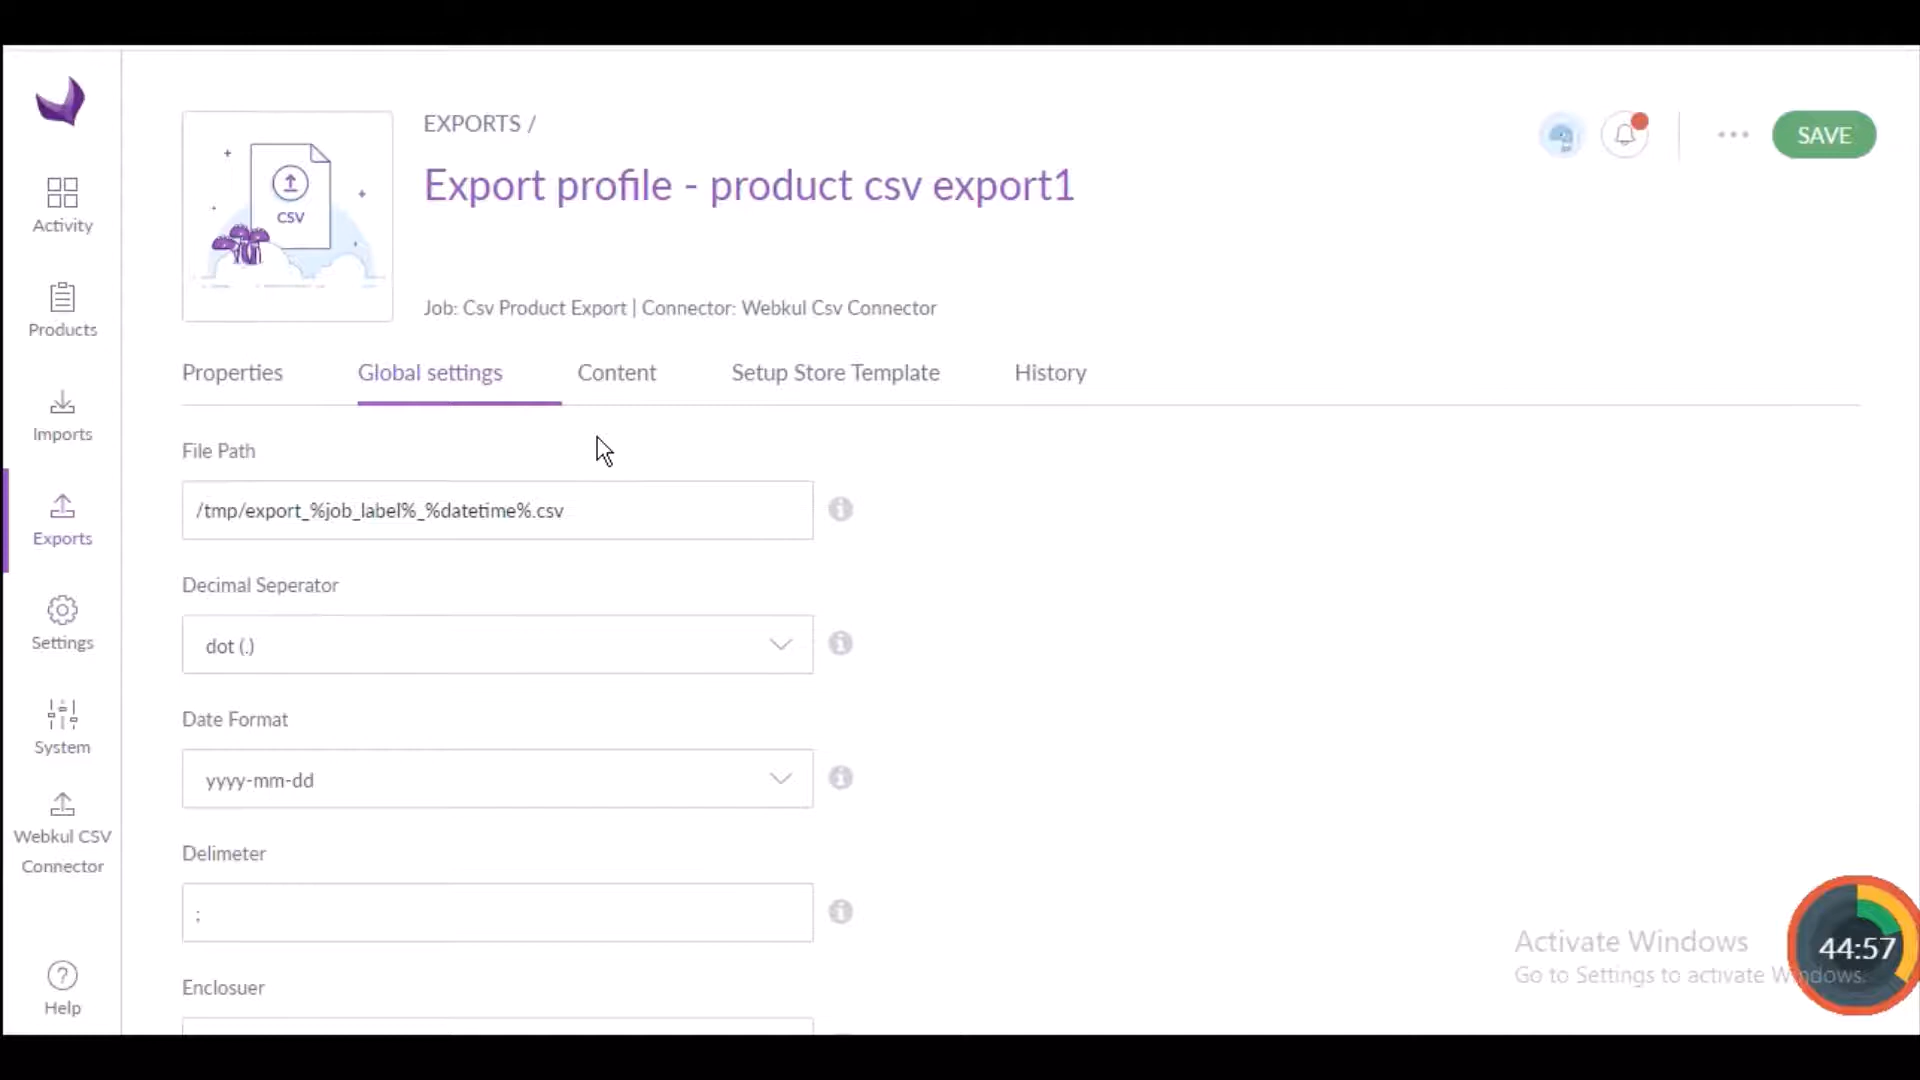 Activity
Products
Imports
Exports
Settings
System
Webkul CSV
Connector
Help
CSV
EXPORTS /
Export profile - product csv export1
Job: Csv Product Export | Connector: Webkul Csv Connector
SAVE
Properties
Global settings
Content
Setup Store Template
History
File Path
/tmp/export_%job_label%_%datetime%.csv
Decimal Seperator
dot (.)
Date Format
yyyy-mm-dd
Delimeter
;
Enclosuer
Activate Windows
Go to Settings to activate Windows.
44:57